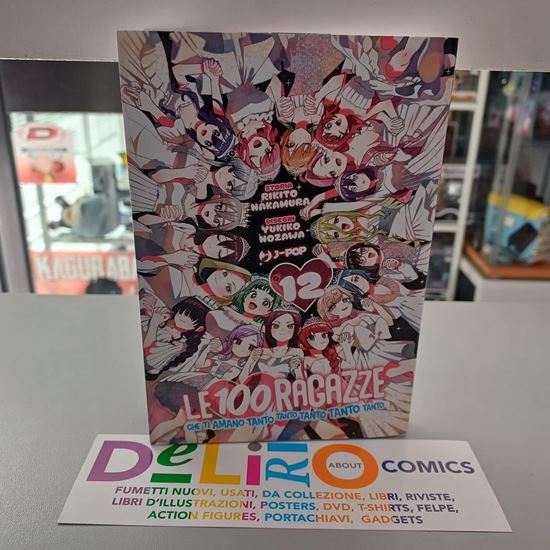 STORIA
RIKITO
NAKAMURA
DISEGNI
YUKIKO
NOZAWA
J-POP
12
LE 100 RAGAZZE
CHE TI AMANO TANTO TANTO TANTO TANTO TANTO
KAGURABA
DeLiRiO ABOUT COMICS
FUMETTI NUOVI, USATI, DA COLLEZIONE, LIBRI, RIVISTE,
LIBRI D'ILLUSTRAZIONI, POSTERS, DVD, T-SHIRTS, FELPE,
ACTION FIGURES, PORTACHIAVI, GADGETS